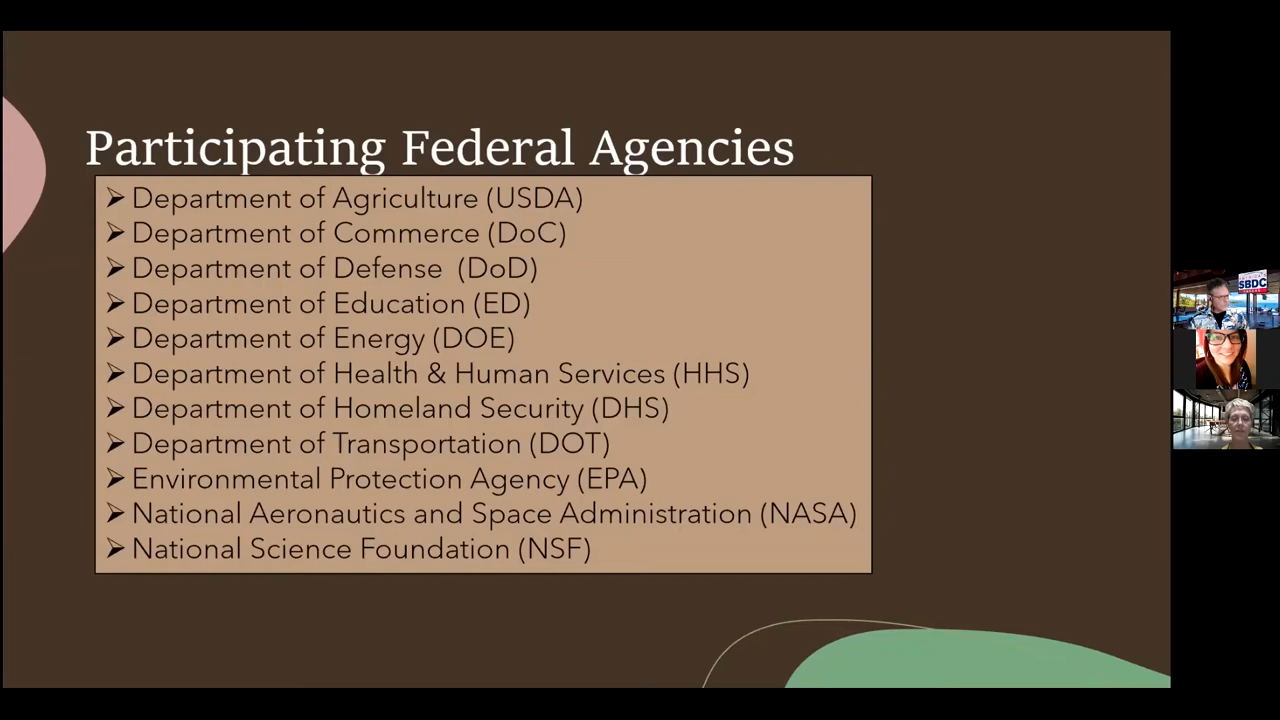 Participating Federal Agencies
➢ Department of Agriculture (USDA)
➢ Department of Commerce (DoC)
➢ Department of Defense  (DoD)
➢ Department of Education (ED)
➢ Department of Energy (DOE)
➢ Department of Health & Human Services (HHS)
➢ Department of Homeland Security (DHS)
➢ Department of Transportation (DOT)
➢ Environmental Protection Agency (EPA)
➢ National Aeronautics and Space Administration (NASA)
➢ National Science Foundation (NSF)
SBDC